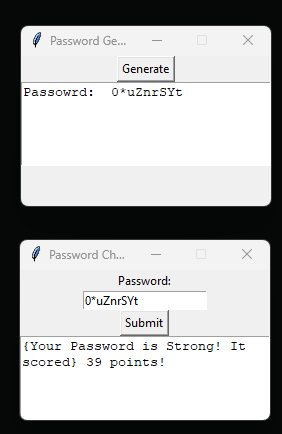 Password Ge...
Generate
Passowrd:  0*uZnrSYt
Password Ch...
Password:
0*uZnrSYt
Submit
{Your Password is Strong! It
scored} 39 points!